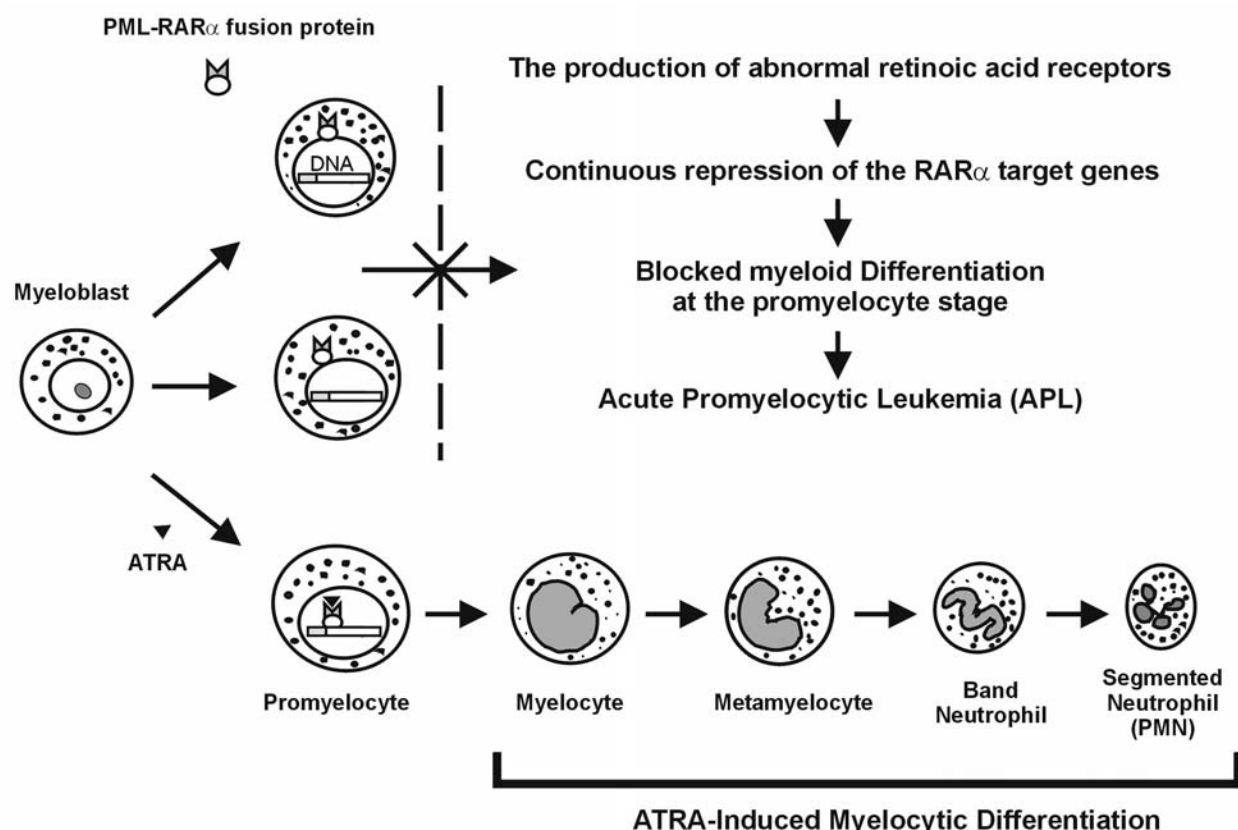 PML-RARα fusion protein
The production of abnormal retinoic acid receptors
DNA
Continuous repression of the RARα target genes
Blocked myeloid Differentiation
at the promyelocyte stage
Myeloblast
Acute Promyelocytic Leukemia (APL)
ATRA
Promyelocyte
Myelocyte
Metamyelocyte
Band
Neutrophil
Segmented
Neutrophil
(PMN)
ATRA-Induced Myelocytic Differentiation